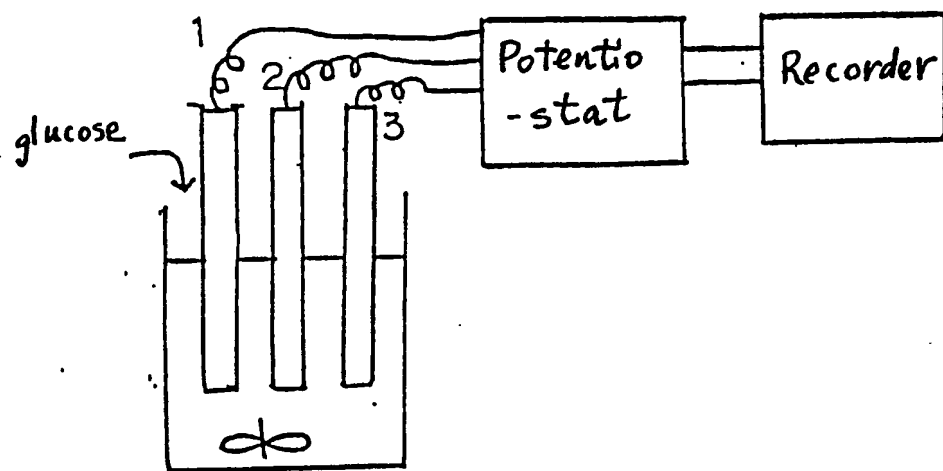 1
2
3
glucose
Potentio
-stat
Recorder